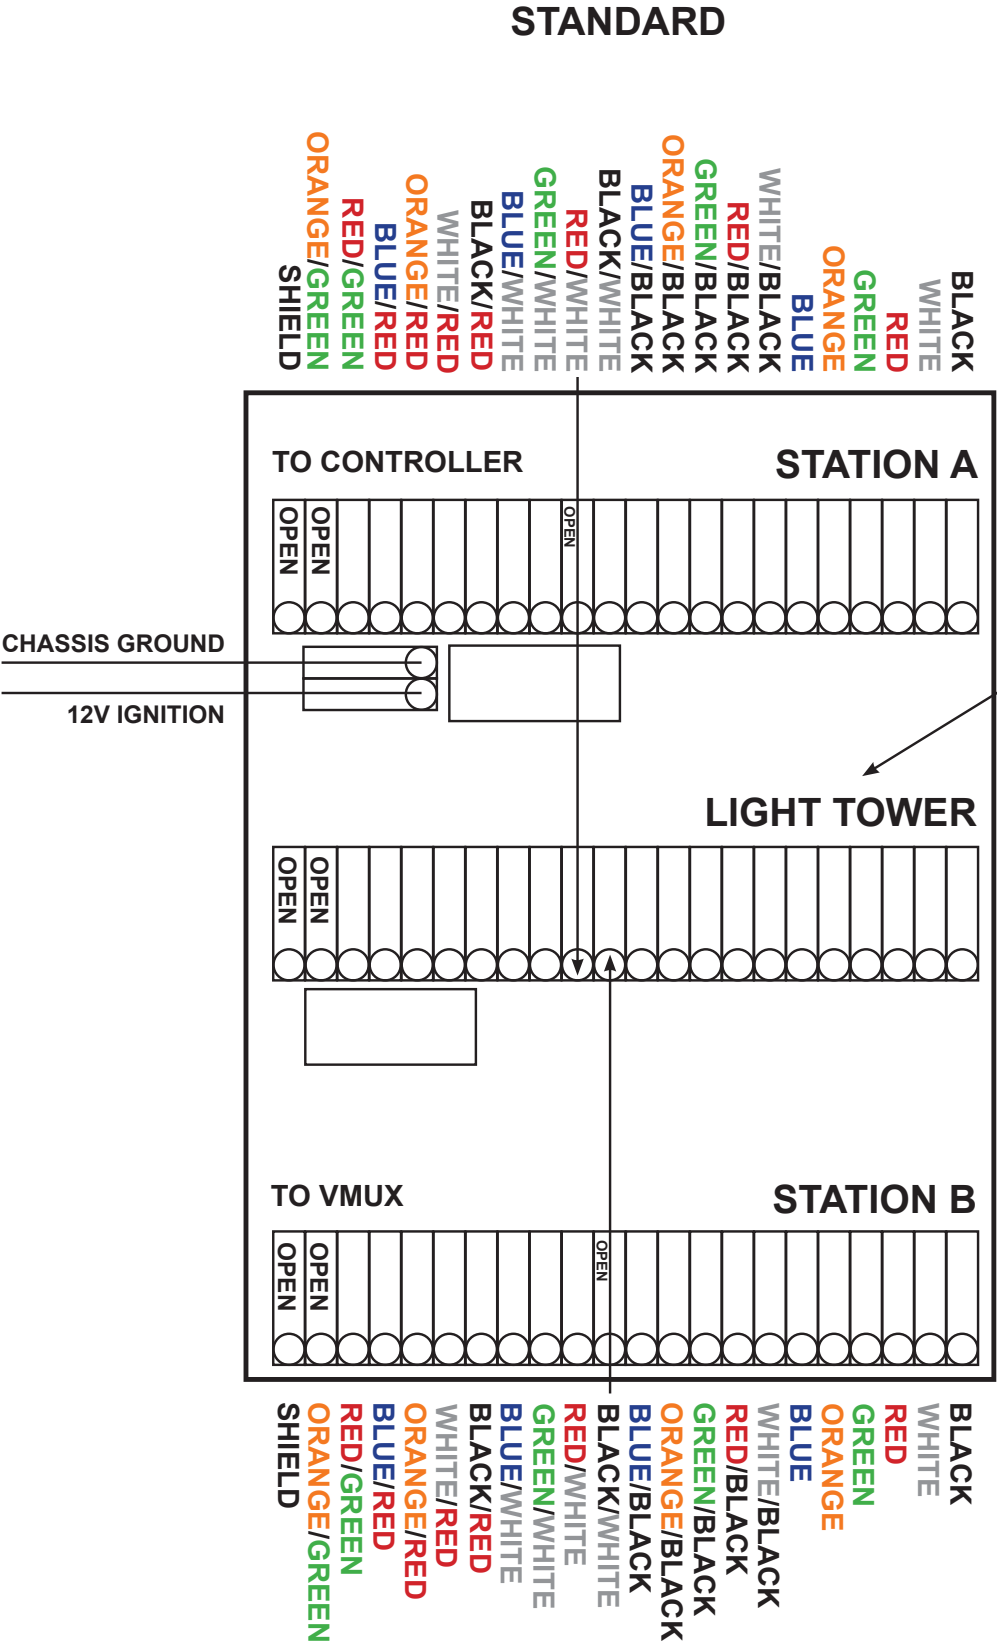 STANDARD
SHIELD
ORANGE/GREEN
RED/GREEN
BLUE/RED
ORANGE/RED
WHITE/RED
BLACK/RED
BLUE/WHITE
GREEN/WHITE
RED/WHITE
BLACK/WHITE
BLUE/BLACK
ORANGE/BLACK
GREEN/BLACK
RED/BLACK
WHITE/BLACK
BLUE
ORANGE
GREEN
RED
WHITE
BLACK
TO CONTROLLER
STATION A
OPEN
OPEN
OPEN
CHASSIS GROUND
12V IGNITION
LIGHT TOWER
OPEN
OPEN
TO VMUX
STATION B
OPEN
OPEN
OPEN
SHIELD
ORANGE/GREEN
RED/GREEN
BLUE/RED
ORANGE/RED
WHITE/RED
BLACK/RED
BLUE/WHITE
GREEN/WHITE
RED/WHITE
BLACK/WHITE
BLUE/BLACK
ORANGE/BLACK
GREEN/BLACK
RED/BLACK
WHITE/BLACK
BLUE
ORANGE
GREEN
RED
WHITE
BLACK